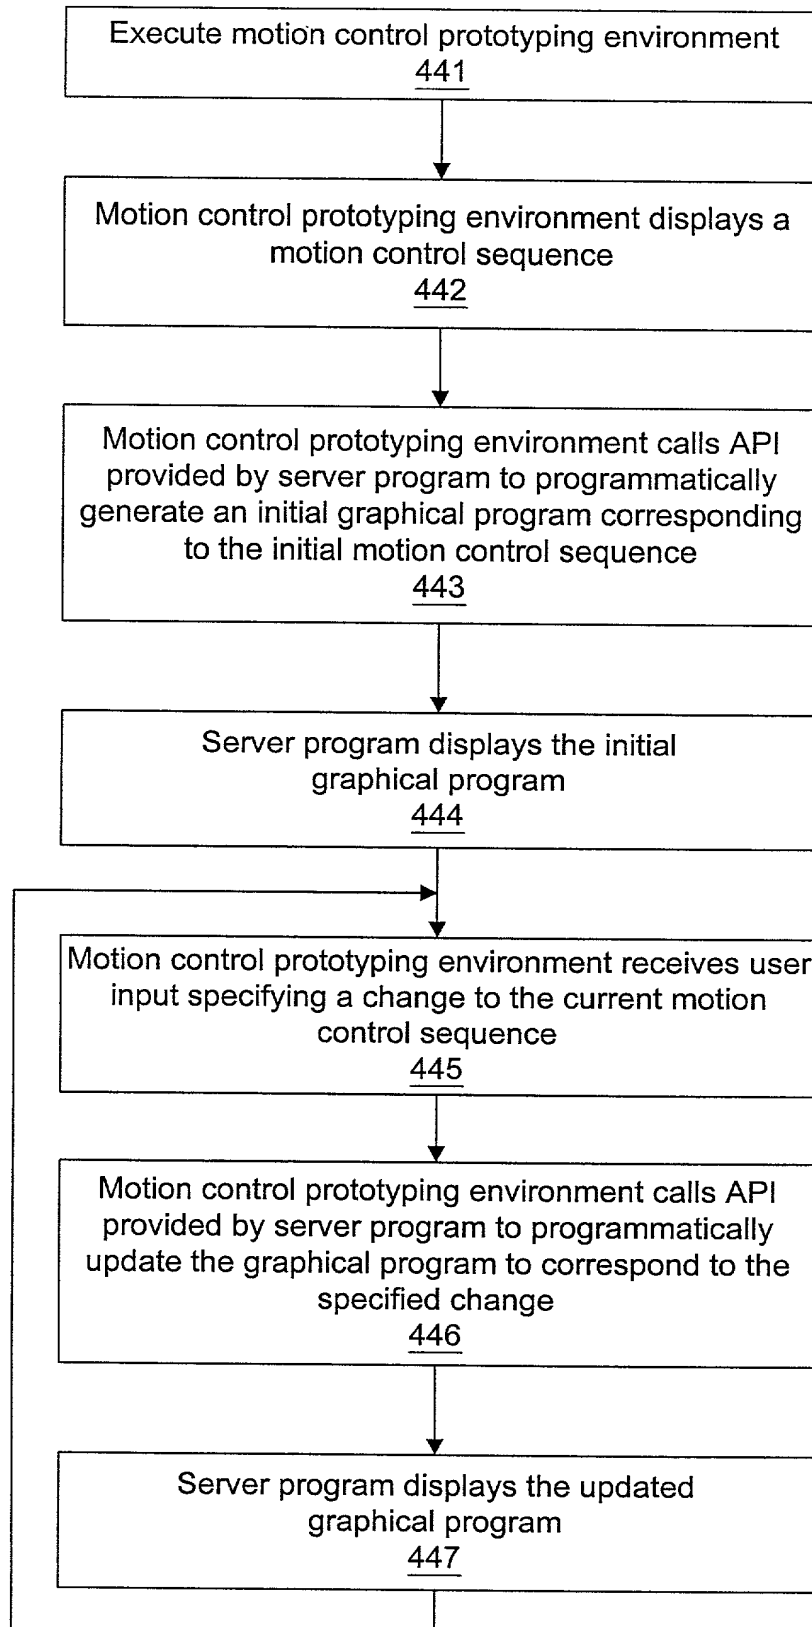 Execute motion control prototyping environment
441
Motion control prototyping environment displays a
motion control sequence
442
Motion control prototyping environment calls API
provided by server program to programmatically
generate an initial graphical program corresponding
to the initial motion control sequence
443
Server program displays the initial
graphical program
444
Motion control prototyping environment receives user
input specifying a change to the current motion
control sequence
445
Motion control prototyping environment calls API
provided by server program to programmatically
update the graphical program to correspond to the
specified change
446
Server program displays the updated
graphical program
447